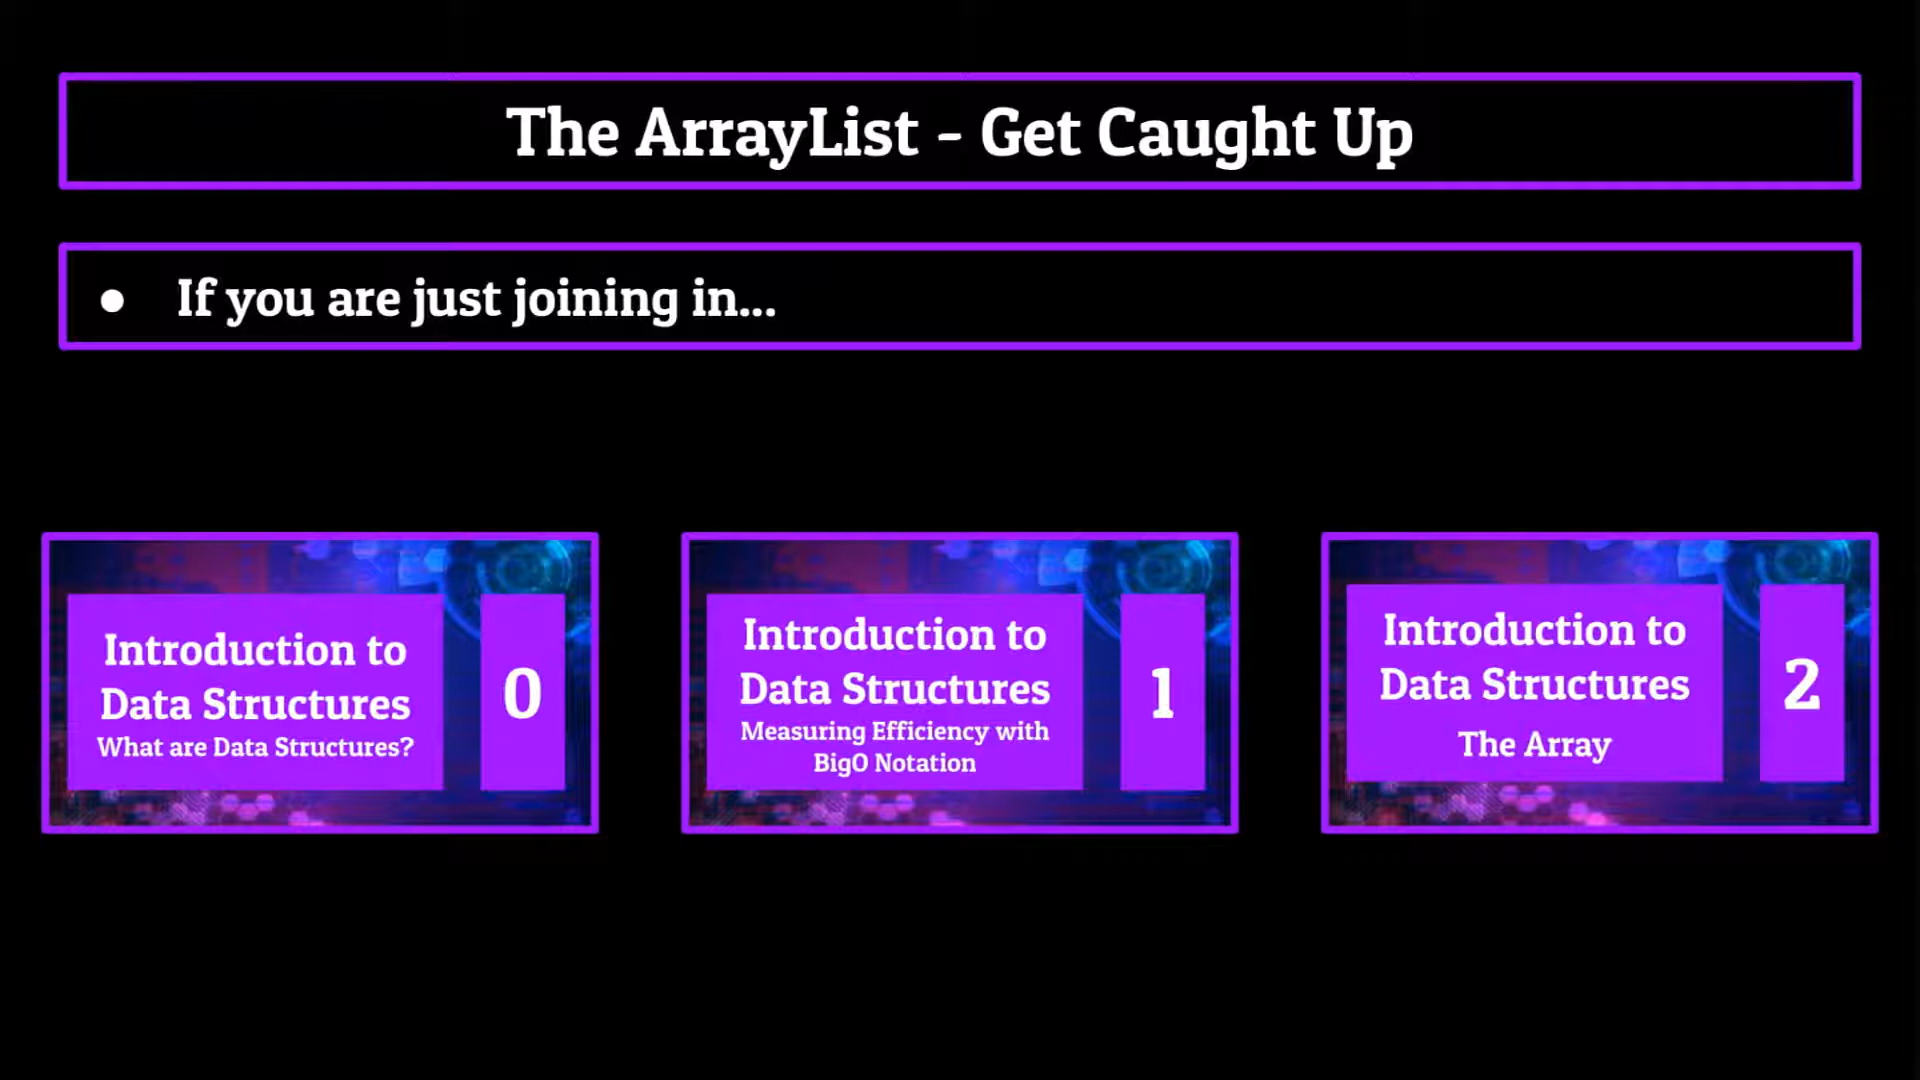 The ArrayList - Get Caught Up
● If you are just joining in...
Introduction to
Data Structures
What are Data Structures?
0
Introduction to
Data Structures
Measuring Efficiency with
BigO Notation
1
Introduction to
Data Structures
The Array
2